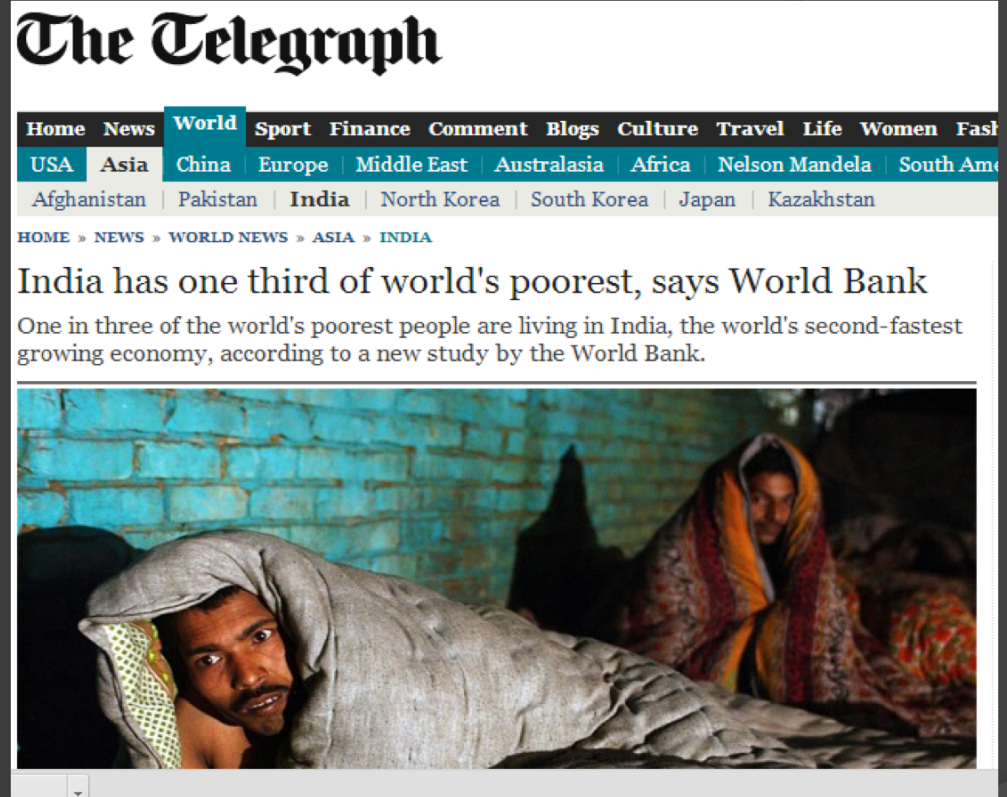 The Telegraph
Home News World Sport Finance Comment Blogs Culture Travel Life Women
USA Asia China Europe Middle East Australasia Africa Nelson Mandela South
Afghanistan Pakistan India North Korea South Korea Japan Kazakhstan
HOME » NEWS » WORLD NEWS » ASIA » INDIA
India has one third of world's poorest, says World Bank
One in three of the world's poorest people are living in India, the world's second-fastest
growing economy, according to a new study by the World Bank.